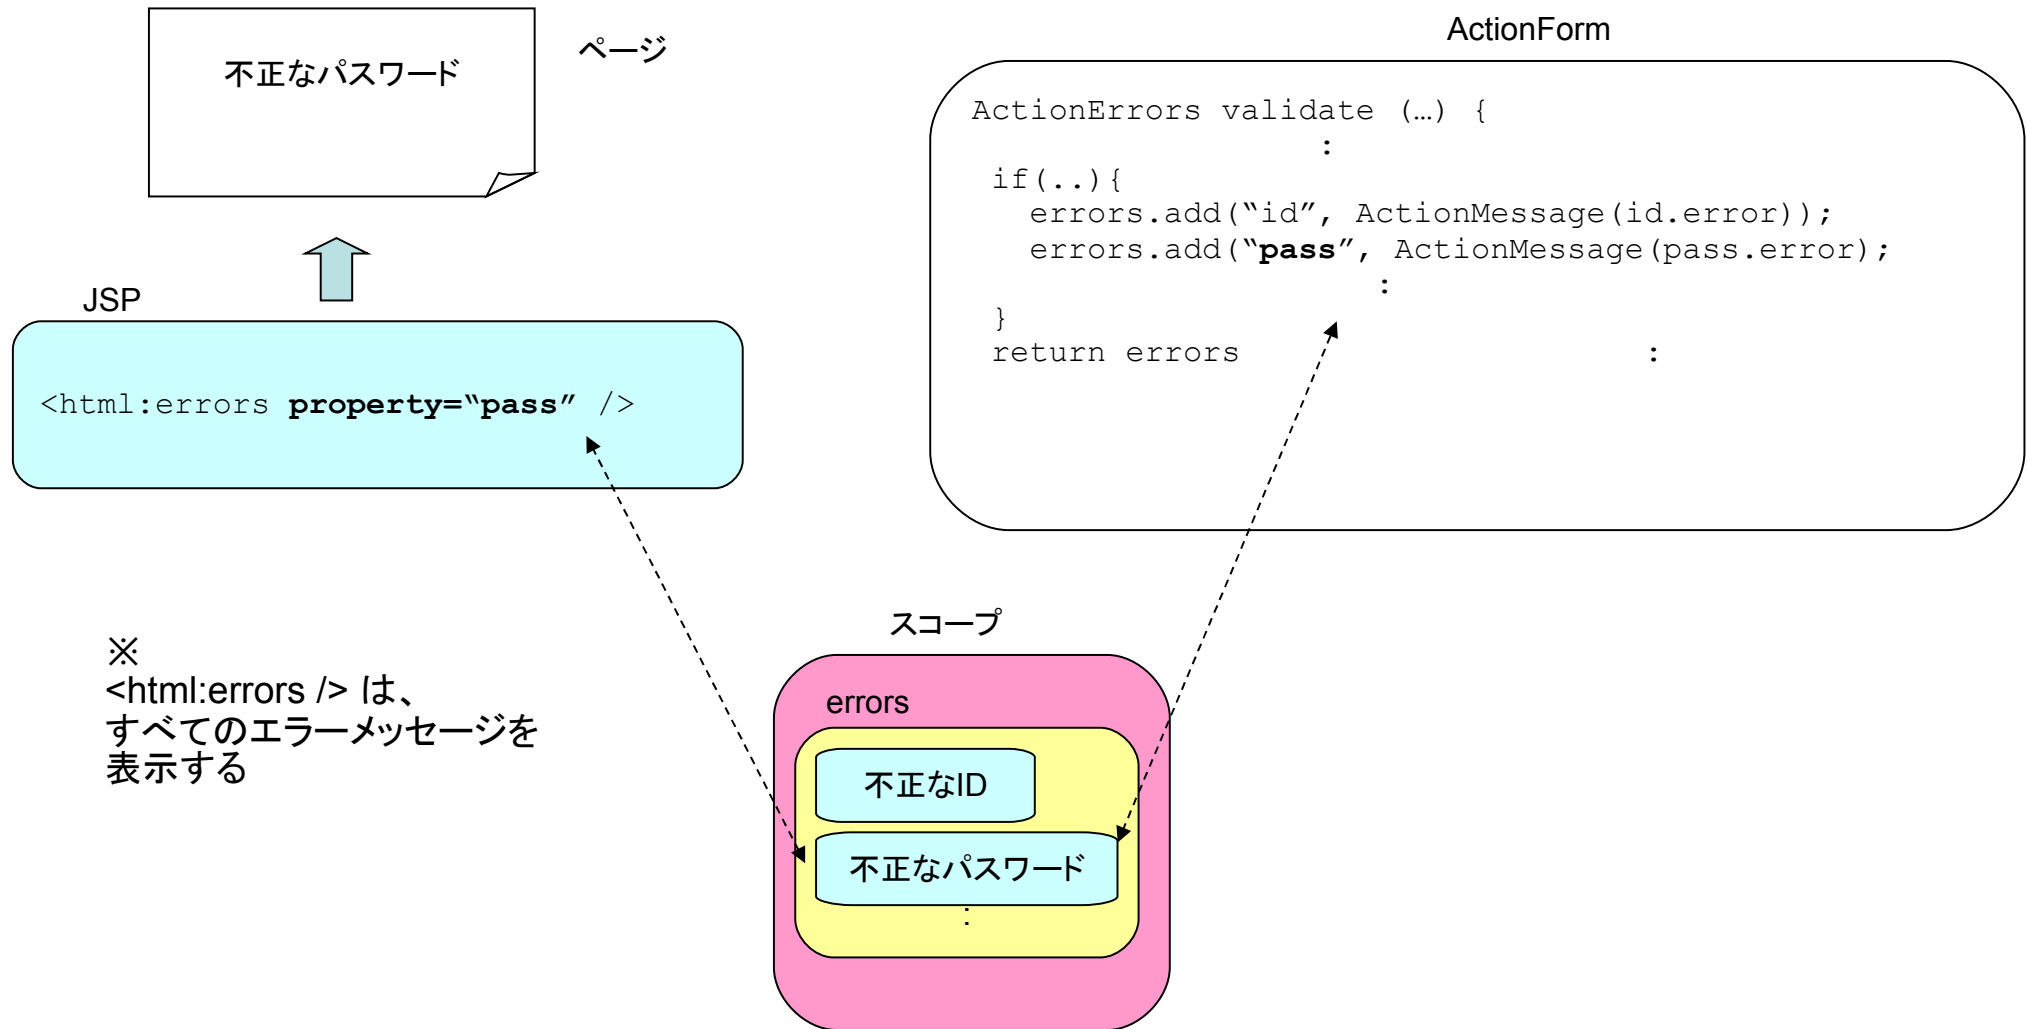 不正なパスワード
ページ
JSP
<html:errors property=“pass” />
※
<html:errors /> は、
すべてのエラーメッセージを
表示する
ActionForm
ActionErrors validate (…) {
:
if(..){
errors.add(“id”, ActionMessage(id.error));
errors.add(“pass”, ActionMessage(pass.error);
:
}
return errors :
スコープ
errors
不正なID
不正なパスワード
: